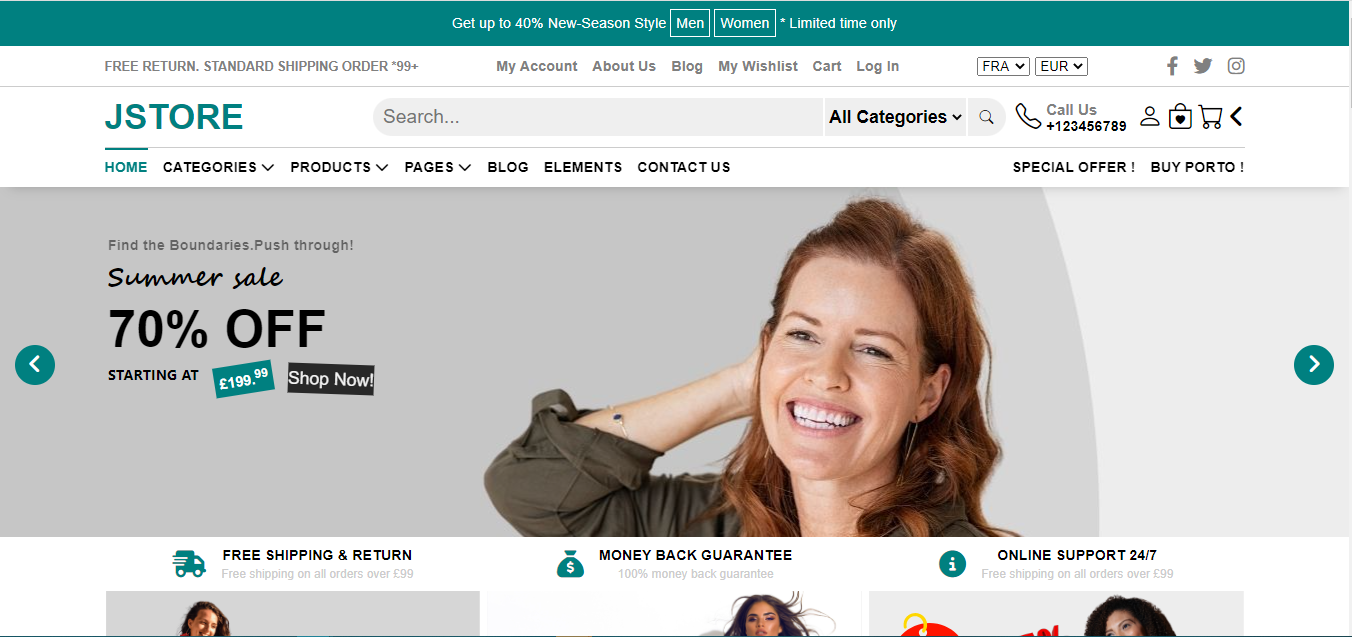 Get up to 40% New-Season Style Men Women * Limited time only
FREE RETURN. STANDARD SHIPPING ORDER *99+ My Account About Us Blog My Wishlist Cart Log In FRA EUR
JSTORE Search... All Categories Call Us
+123456789
HOME CATEGORIES PRODUCTS PAGES BLOG ELEMENTS CONTACT US SPECIAL OFFER ! BUY PORTO !
Find the Boundaries.Push through!
Summer sale
70% OFF
STARTING AT £199.99 Shop Now!
FREE SHIPPING & RETURN MONEY BACK GUARANTEE ONLINE SUPPORT 24/7
Free shipping on all orders over £99 100% money back guarantee Free shipping on all orders over £99